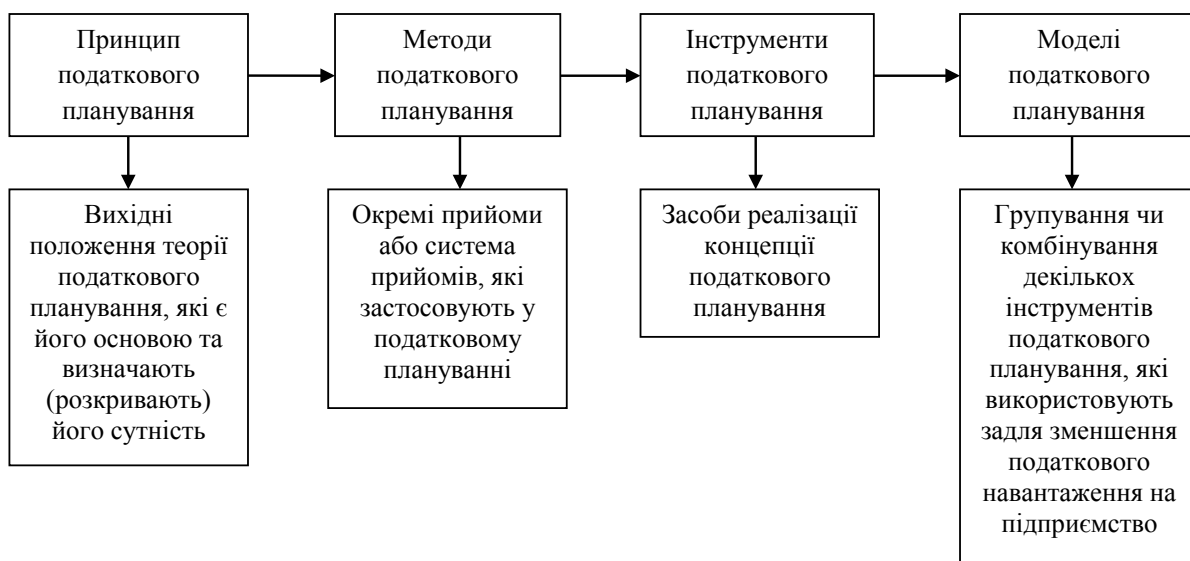 Принцип
податкового
планування
Методи
податкового
планування
Інструменти
податкового
планування
Моделі
податкового
планування
Вихідні
положення теорії
податкового
планування, які є
його основою та
визначають
(розкривають)
його сутність
Окремі прийоми
або система
прийомів, які
застосовують у
податковому
плануванні
Засоби реалізації
концепції
податкового
планування
Групування чи
комбінування
декількох
інструментів
податкового
планування, які
використовують
задля зменшення
податкового
навантаження на
підприємство